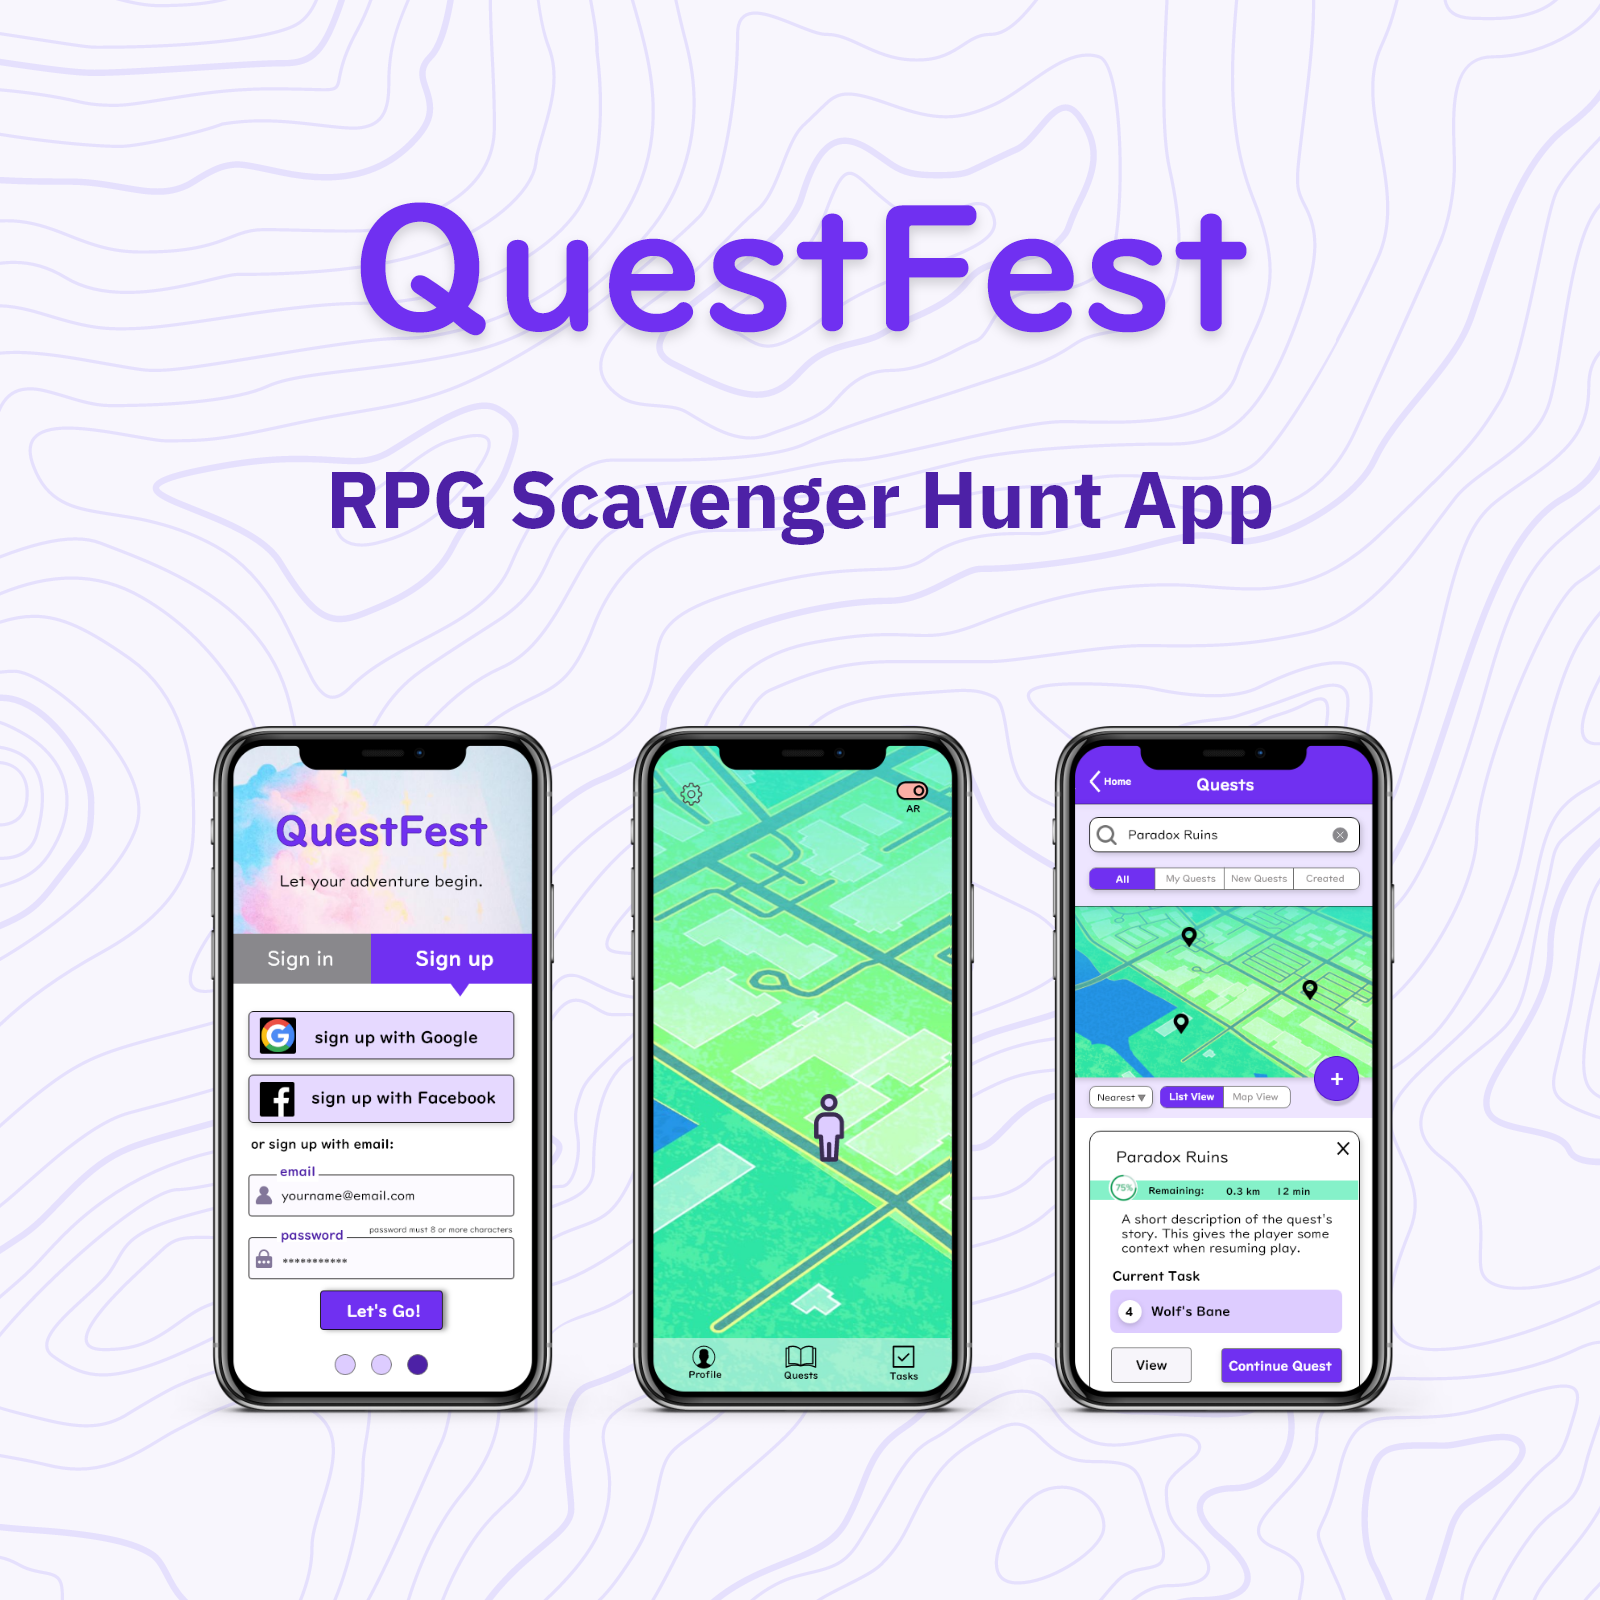 QuestFest
RPG Scavenger Hunt App
QuestFest
Let your adventure begin.
Sign in
Sign up
sign up with Google
sign up with Facebook
or sign up with email:
email
yourname@email.com
password must 8 or more characters
password
***********
Let's Go!
AR
Profile
Quests
Tasks
Home
Quests
Paradox Ruins
All
My Quests
New Quests
Created
Nearest
List View
Map View
Paradox Ruins
75%
Remaining:
0.3 km
12 min
A short description of the quest's
story. This gives the player some
context when resuming play.
Current Task
4
Wolf's Bane
View
Continue Quest